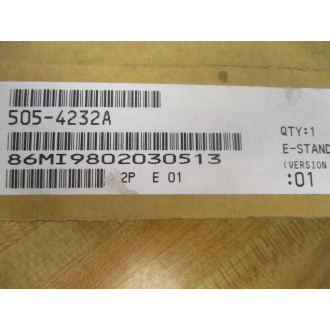 505-4232A
QTY:1
86MI9802030513
E-STAND
(VERSION
2P E 01
:01